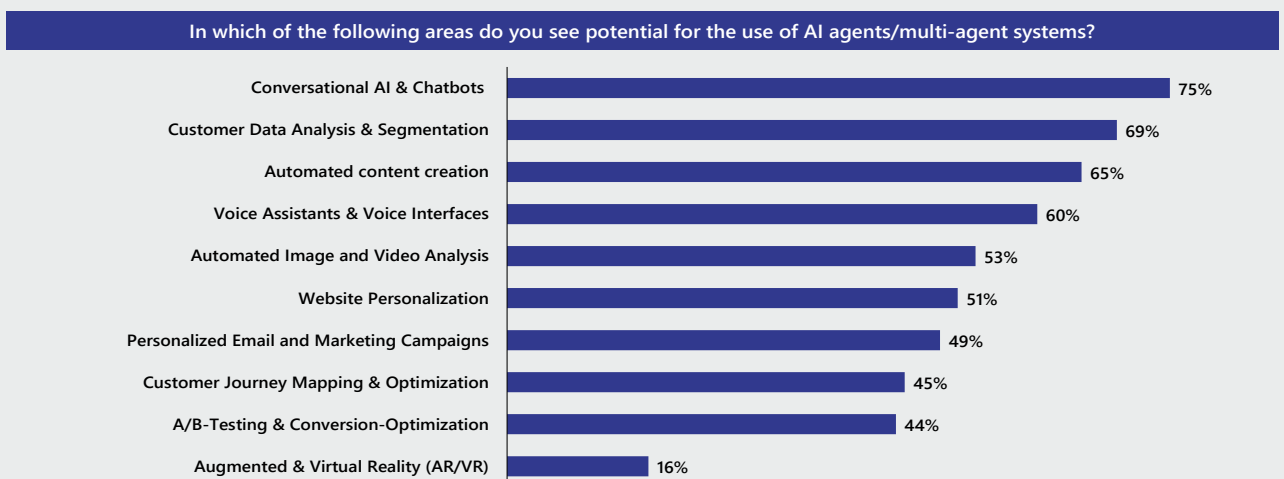 In which of the following areas do you see potential for the use of AI agents/multi-agent systems?
Conversational AI & Chatbots 75%
Customer Data Analysis & Segmentation 69%
Automated content creation 65%
Voice Assistants & Voice Interfaces 60%
Automated Image and Video Analysis 53%
Website Personalization 51%
Personalized Email and Marketing Campaigns 49%
Customer Journey Mapping & Optimization 45%
A/B-Testing & Conversion-Optimization 44%
Augmented & Virtual Reality (AR/VR) 16%